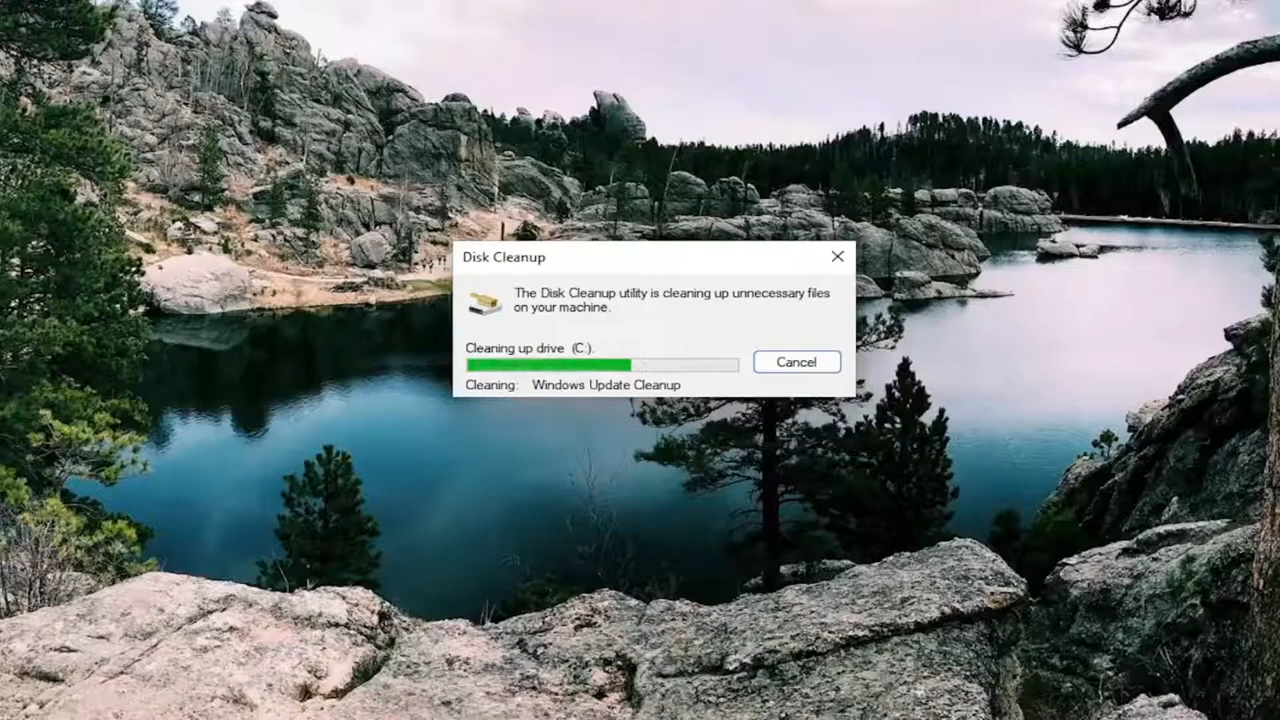 Disk Cleanup
The Disk Cleanup utility is cleaning up unnecessary files
on your machine.
Cleaning up drive (C:).
Cancel
Cleaning: Windows Update Cleanup